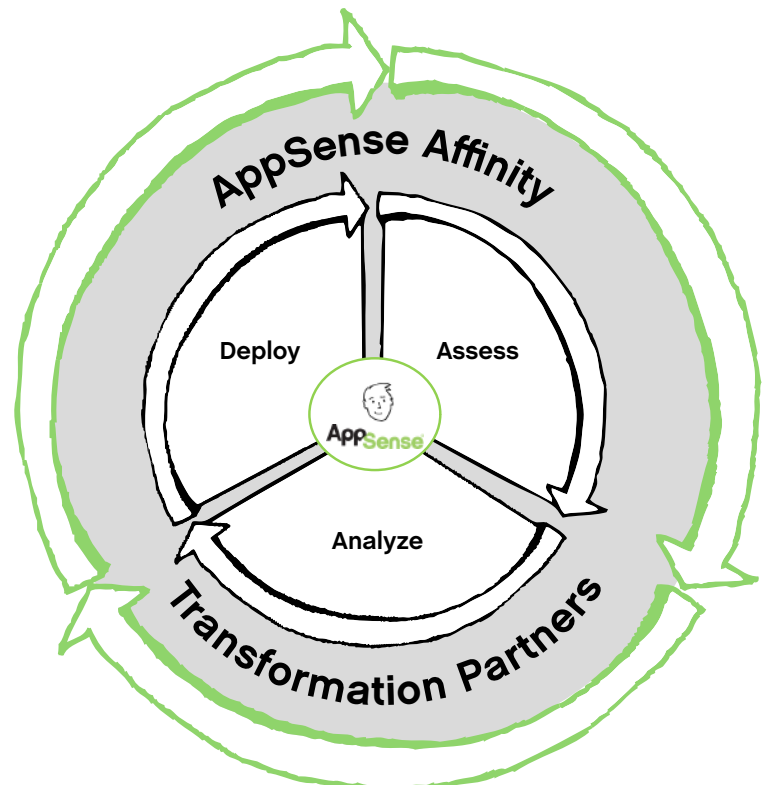 AppSense Affinity
Deploy
Assess
AppSense
Analyze
Transformation Partners